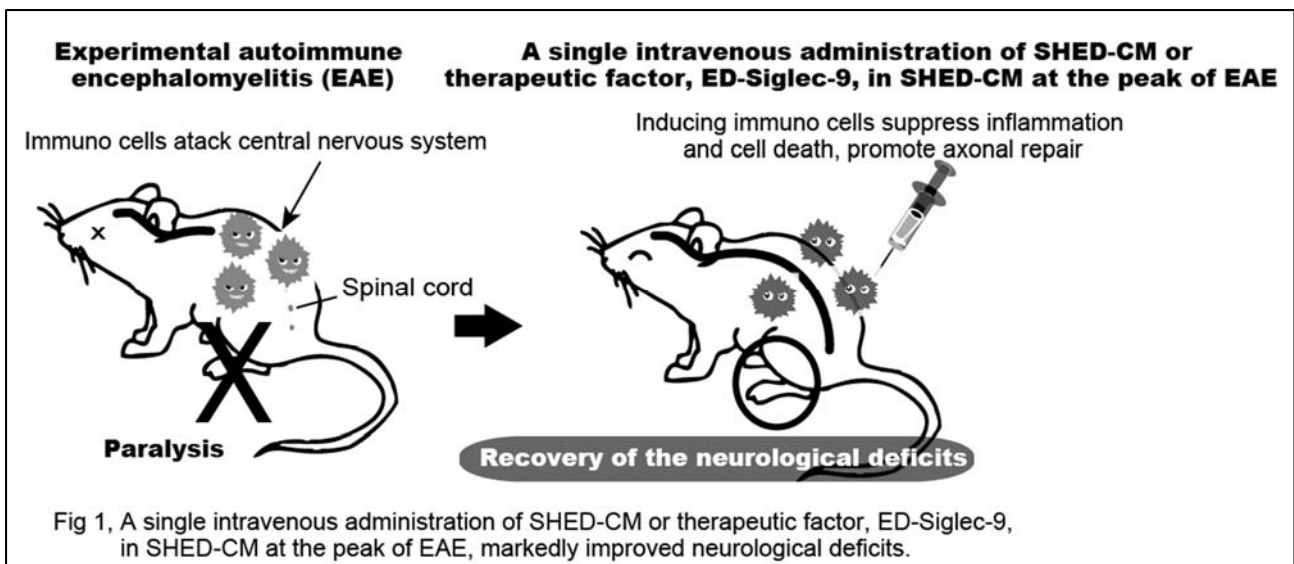 Experimental autoimmune
encephalomyelitis (EAE)
Immuno cells atack central nervous system
Spinal cord
X
Paralysis
A single intravenous administration of SHED-CM or
therapeutic factor, ED-Siglec-9, in SHED-CM at the peak of EAE
Inducing immuno cells suppress inflammation
and cell death, promote axonal repair
Recovery of the neurological deficits
Fig 1, A single intravenous administration of SHED-CM or therapeutic factor, ED-Siglec-9,
in SHED-CM at the peak of EAE, markedly improved neurological deficits.